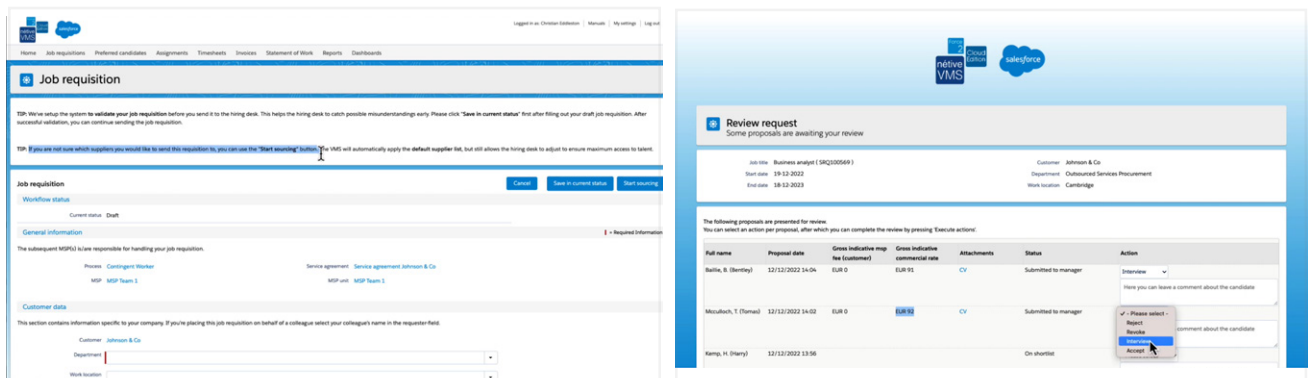 nétive
VMS
salesforce
Logged in as: Christian Eddleston | Manuals | My settings | Log out
Home Job requisitions Preferred candidates Assignments Timesheets Invoices Statement of Work Reports Dashboards
Job requisition
TIP: We've setup the system to validate your job requisition before you send it to the hiring desk. This helps the hiring desk to catch possible misunderstandings early. Please click "Save in current status" first after filling out your draft job requisition. After
successful validation, you can continue sending the job requisition.
TIP: If you are not sure which suppliers you would like to send this requisition to, you can use the "Start sourcing" button. The VMS will automatically apply the default supplier list, but still allows the hiring desk to adjust to ensure maximum access to talent.
Job requisition
Cancel Save in current status Start sourcing
Workflow status
Current status Draft
General information
= Required Information
The subsequent MSP(s) is/are responsible for handling your job requisition.
Process Contingent Worker Service agreement Service agreement Johnson & Co
MSP MSP Team 1 MSP unit MSP Team 1
Customer data
This section contains information specific to your company. If you're placing this job requisition on behalf of a colleague select your colleague's name in the requester-field.
Customer Johnson & Co
Department
Work location
2
Cloud
Edition
nétive
VMS
salesforce
Review request
Some proposals are awaiting your review
Job title Business analyst ( SRQ100569 ) Customer Johnson & Co
Start date 19-12-2022 Department Outsourced Services Procurement
End date 18-12-2023 Work location Cambridge
The following proposals are presented for review.
You can select an action per proposal, after which you can complete the review by pressing 'Execute actions'.
Full name Proposal date Gross indicative msp fee (customer) Gross indicative commercial rate Attachments Status Action
Baillie, B. (Bentley) 12/12/2022 14:04 EUR 0 EUR 91 CV Submitted to manager Interview
Here you can leave a comment about the candidate
Mcculloch, T. (Tomas) 12/12/2022 14:02 EUR 0 EUR 92 CV Submitted to manager
- Please select -
Reject
Revoke
comment about the candidate
Interview
Accept
Kemp, H. (Harry) 12/12/2022 13:56 On shortlist